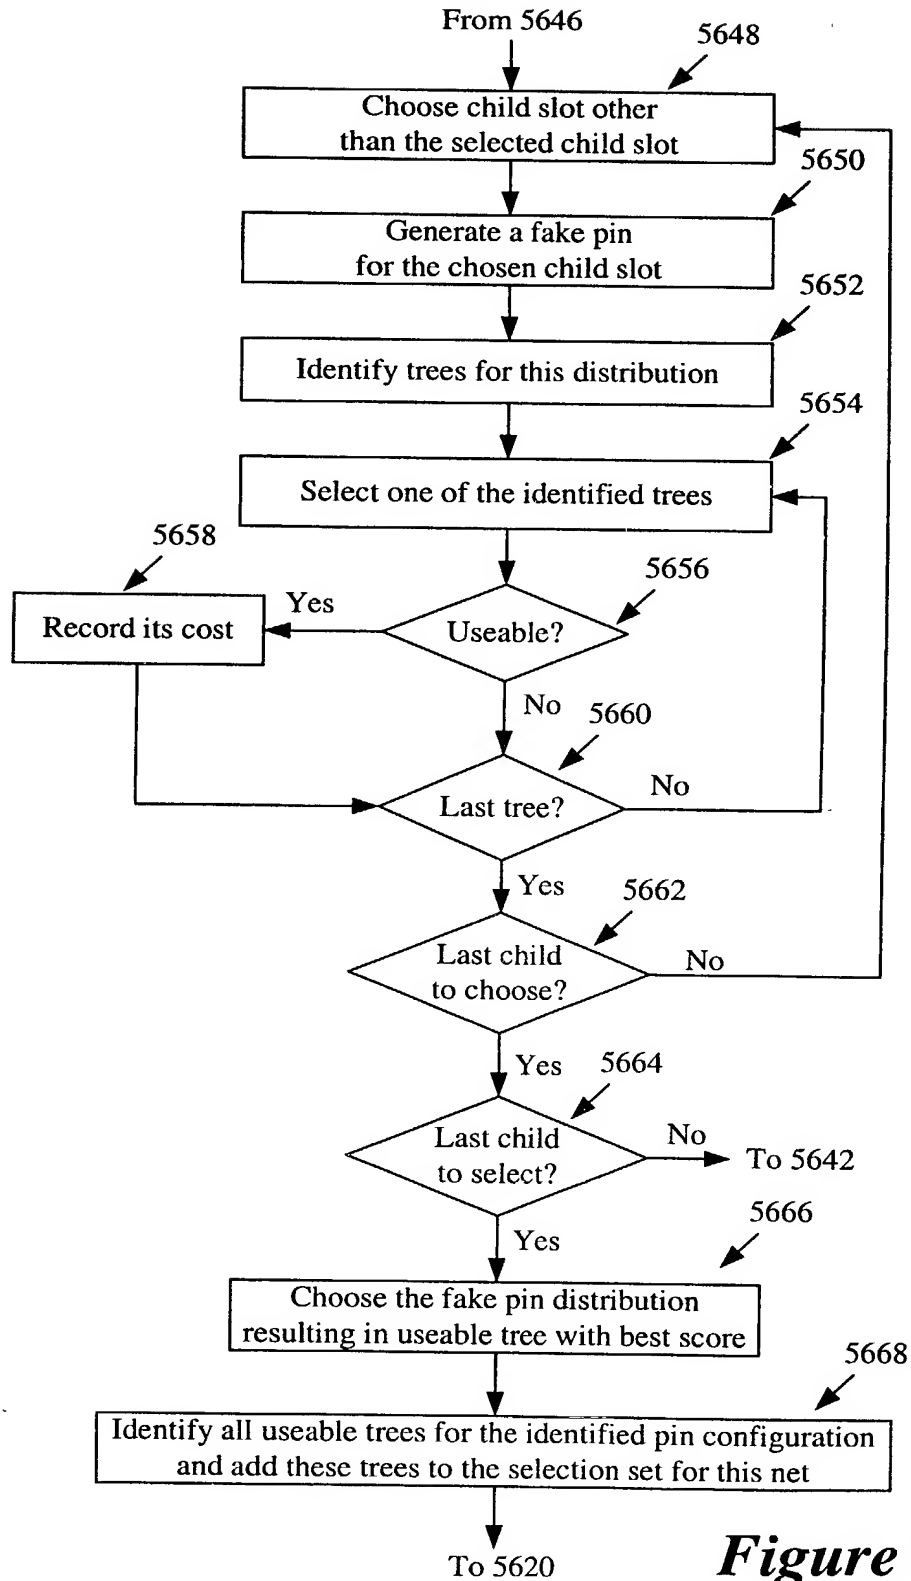 From 5646
5648
Choose child slot other
than the selected child slot
5650
Generate a fake pin
for the chosen child slot
5652
Identify trees for this distribution
5654
Select one of the identified trees
5658
5656
Record its cost
Yes
Useable?
No
5660
Last tree?
No
Yes
5662
Last child
to choose?
No
Yes
5664
Last child
to select?
No
To 5642
Yes
5666
Choose the fake pin distribution
resulting in useable tree with best score
5668
Identify all useable trees for the identified pin configuration
and add these trees to the selection set for this net
To 5620
Figure